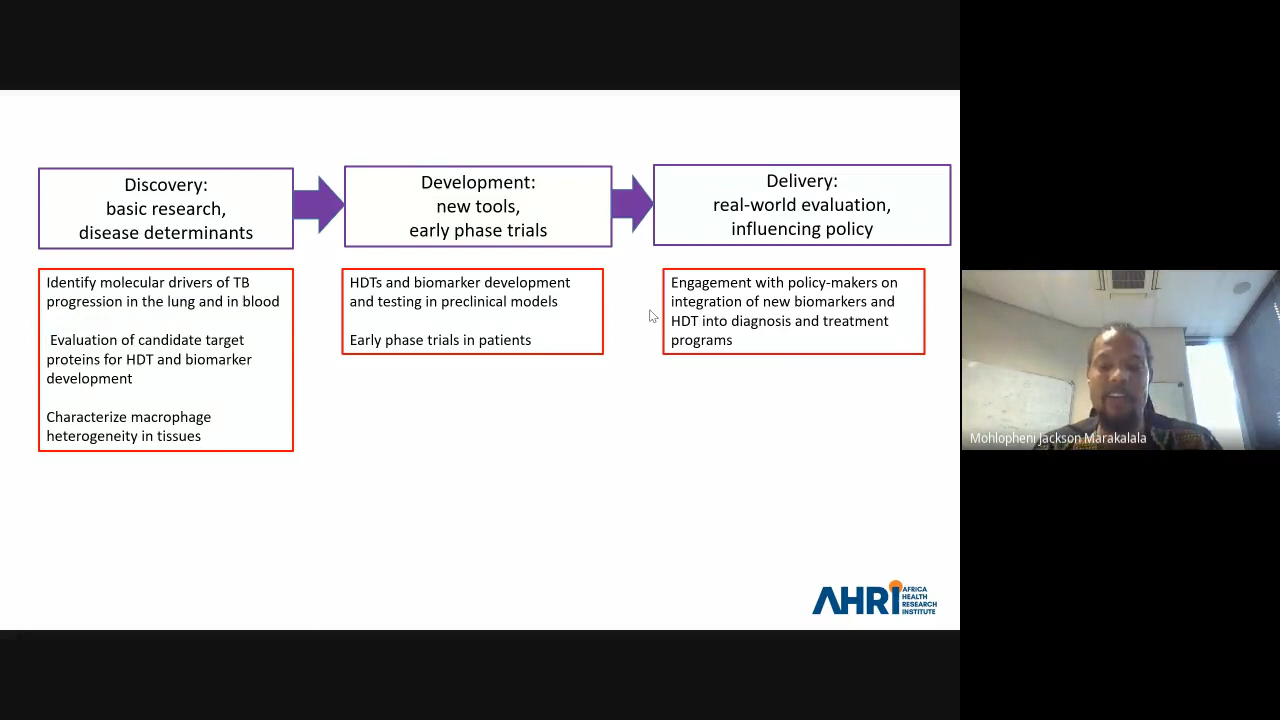 Discovery:
basic research,
disease determinants
Development:
new tools,
early phase trials
Delivery:
real-world evaluation,
influencing policy
Identify molecular drivers of TB
progression in the lung and in blood
Evaluation of candidate target
proteins for HDT and biomarker
development
Characterize macrophage
heterogeneity in tissues
HDTs and biomarker development
and testing in preclinical models
Early phase trials in patients
Engagement with policy-makers on
integration of new biomarkers and
HDT into diagnosis and treatment
programs
Mohlopheni Jackson Marakalala
AHRI
AFRICA
HEALTH
RESEARCH
INSTITUTE